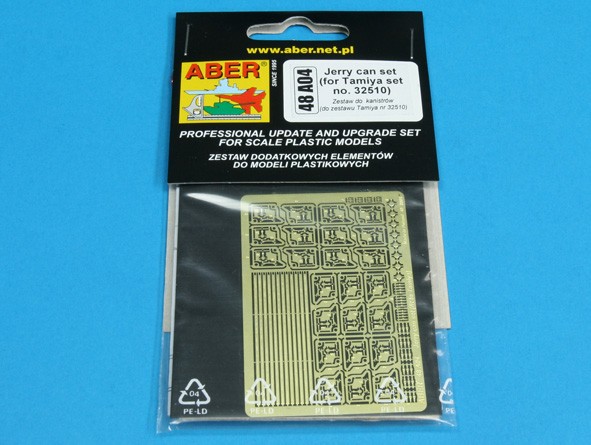 www.aber.net.pl
ABER
SINCE 1995
48 A04
Jerry can set
(for Tamiya set
no. 32510)
Zestaw do kanistrów
(do zestawu Tamiya nr 32510)
PROFESSIONAL UPDATE AND UPGRADE SET
FOR SCALE PLASTIC MODELS
ZESTAW DODATKOWYCH ELEMENTÓW
DO MODELI PLASTIKOWYCH
04
PE-LD
PE-LD
PE-LD
PE-LD